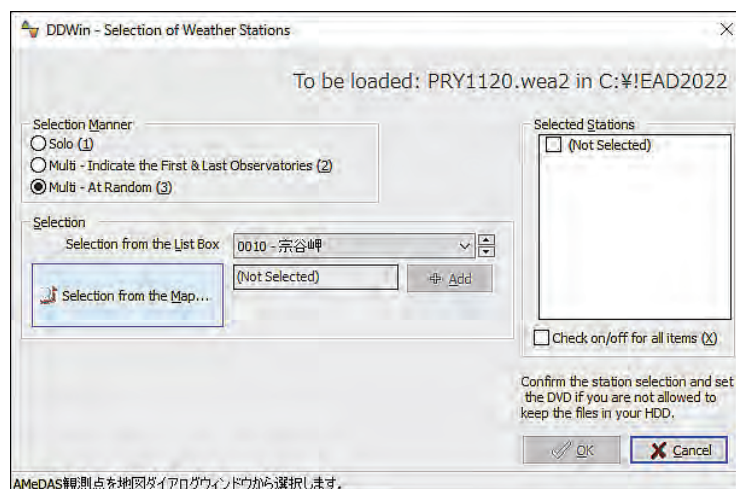 DDWin - Selection of Weather Stations
To be loaded: PRY1120.wea2 in C:¥!EAD2022
Selection Manner
Solo (1)
Multi - Indicate the First & Last Observatories (2)
Multi - At Random (3)
Selected Stations
(Not Selected)
Selection
Selection from the List Box
0010 - 宗谷岬
Selection from the Map...
(Not Selected)
Add
Check on/off for all items (X)
Confirm the station selection and set
the DVD if you are not allowed to
keep the files in your HDD.
OK
Cancel
AMeDAS観測点を地図ダイアログウィンドウから選択します。